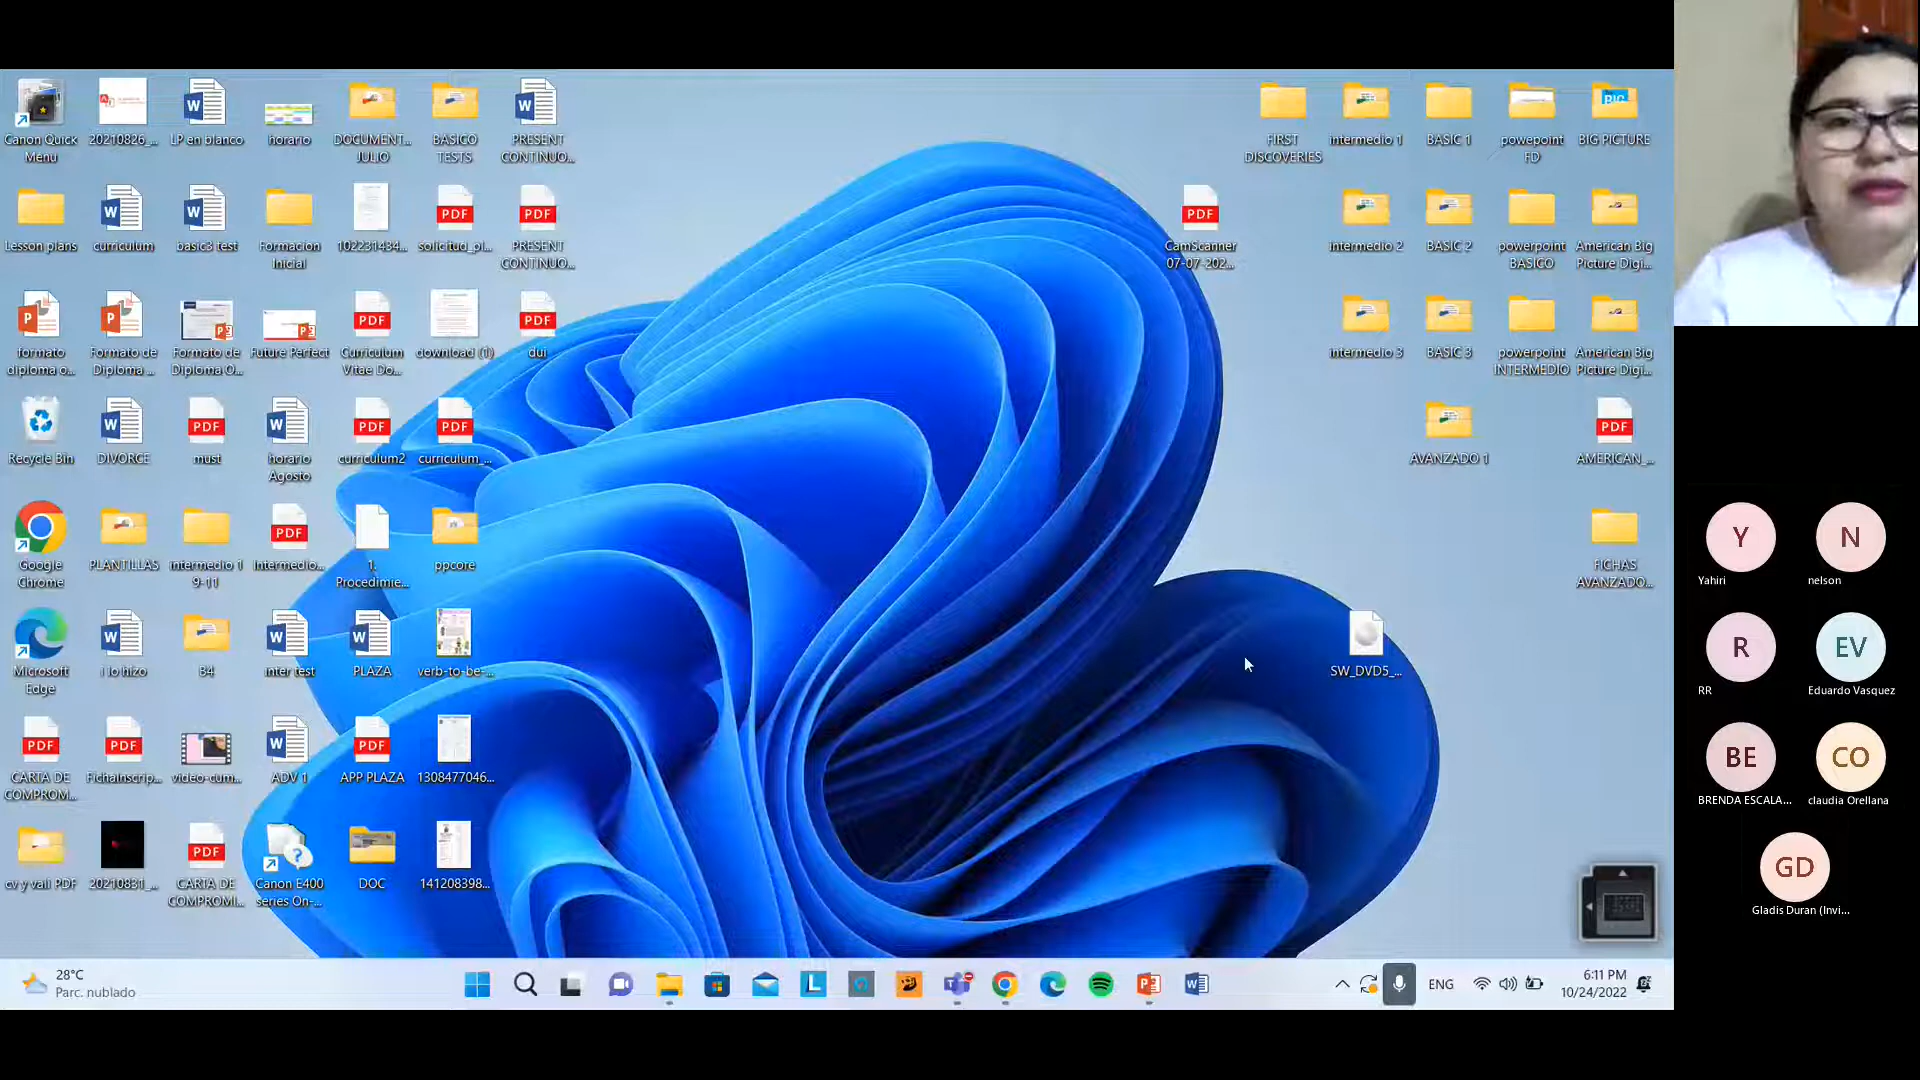 Canon Quick
Menu
20210826_...
LP en blanco
horario
DOCUMENT...
JULIO
BASICO
TESTS
PRESENT
CONTINUO...
FIRST
DISCOVERIES
intermedio 1
BASIC 1
powepoint
FD
BIG PICTURE
Lesson plans
curriculum
basic3 test
Formacion
Inicial
102231434...
solicitud_pl...
PRESENT
CONTINUO...
CamScanner
07-07-202...
intermedio 2
BASIC 2
powerpoint
BASICO
American Big
Picture Digi...
formato
diploma o...
Formato de
Diploma ...
Formato de
Diploma O...
Future Perfect
Curriculum
Vitae Do...
download (1)
dui
intermedio 3
BASIC 3
powerpoint
INTERMEDIO
American Big
Picture Digi...
Recycle Bin
DIVORCE
must
horario
Agosto
curriculum2
curriculum_...
AVANZADO 1
AMERICAN_...
Google
Chrome
PLANTILLAS
intermedio 1
9-11
Intermedio...
1.
Procedimie...
ppcore
FICHAS
AVANZADO...
Microsoft
Edge
i lo hizo
B4
inter test
PLAZA
verb-to-be-...
SW_DVD5_...
CARTA DE
COMPROM...
Fichainscrip...
video-cum...
ADV 1
APP PLAZA
1308477046...
cv y vali PDF
20210831_...
CARTA DE
COMPROMI...
Canon E400
series On-...
DOC
141208398...
28°C
Parc. nublado
ENG
6:11 PM
10/24/2022
Y
Yahiri
N
nelson
R
RR
EV
Eduardo Vasquez
BE
BRENDA ESCALA...
CO
claudia Orellana
GD
Gladis Duran (Invi...